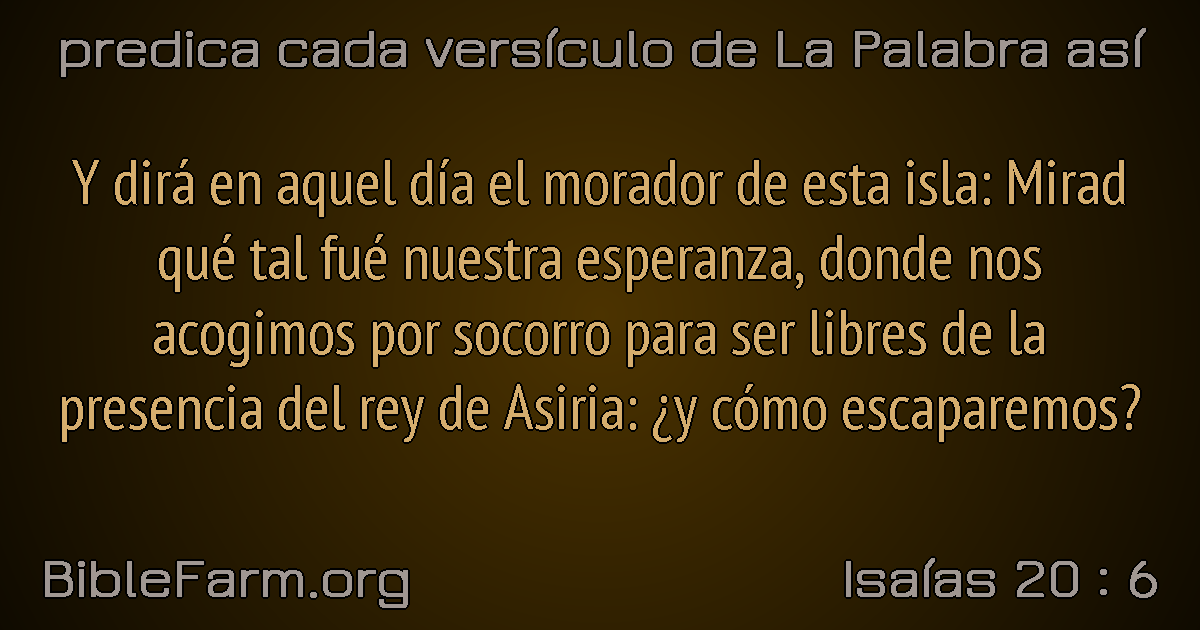 predica cada versículo de La Palabra así
Y dirá en aquel día el morador de esta isla: Mirad
qué tal fué nuestra esperanza, donde nos
acogimos por socorro para ser libres de la
presencia del rey de Asiria: ¿y cómo escaparemos?
BibleFarm.org
Isaías 20 : 6